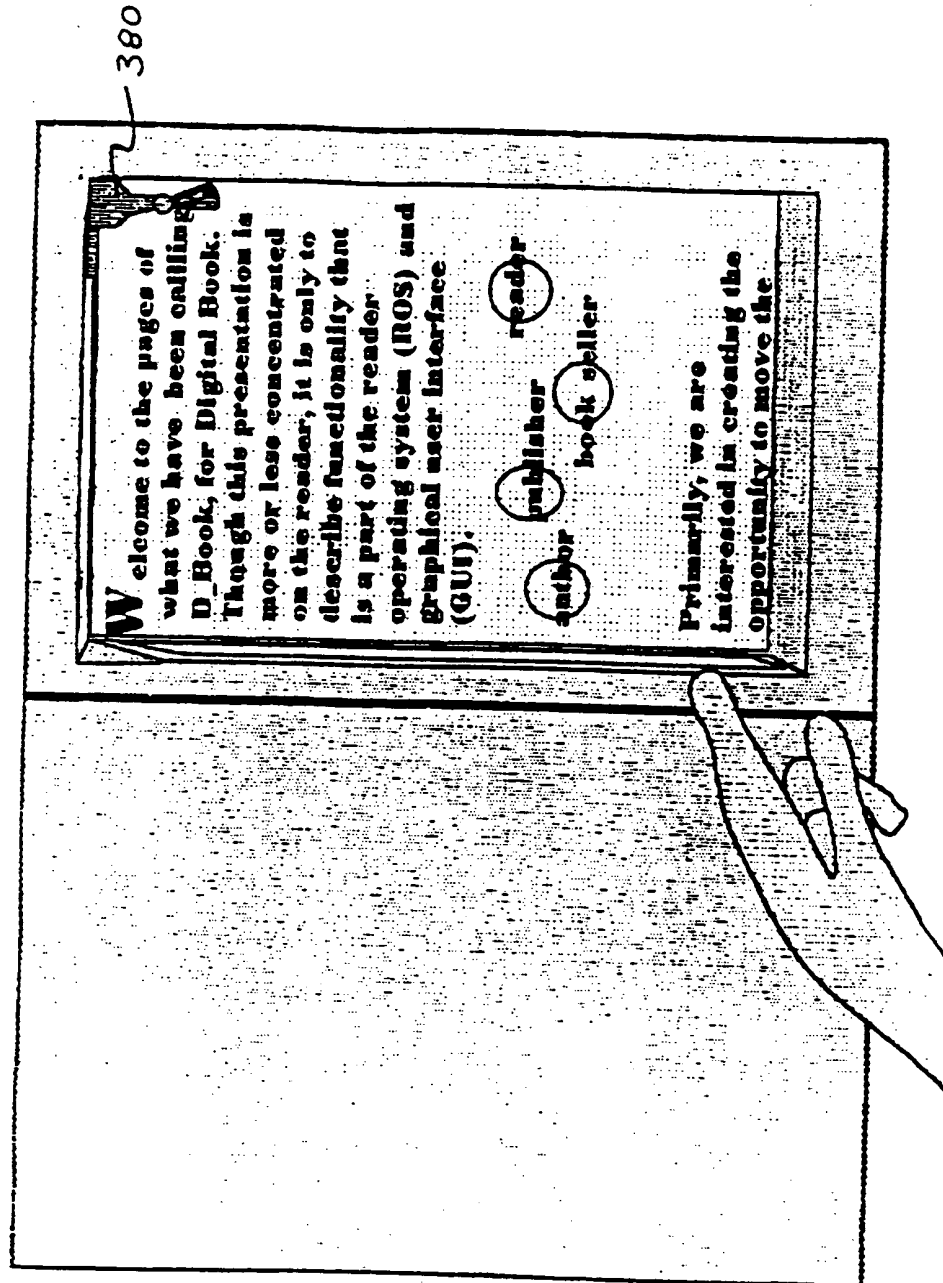 380
Welcome to the pages of
what we have been callling
D_Book, for Digital Book.
Though this presentation is
more or less concentrated
on the reader, it is only to
describe functionality that
is a part of the reader
operating system (ROS) and
graphical user interface
(GUI).
author publisher reader
book seller
Primarily, we are
interested in creating the
opportunity to move the